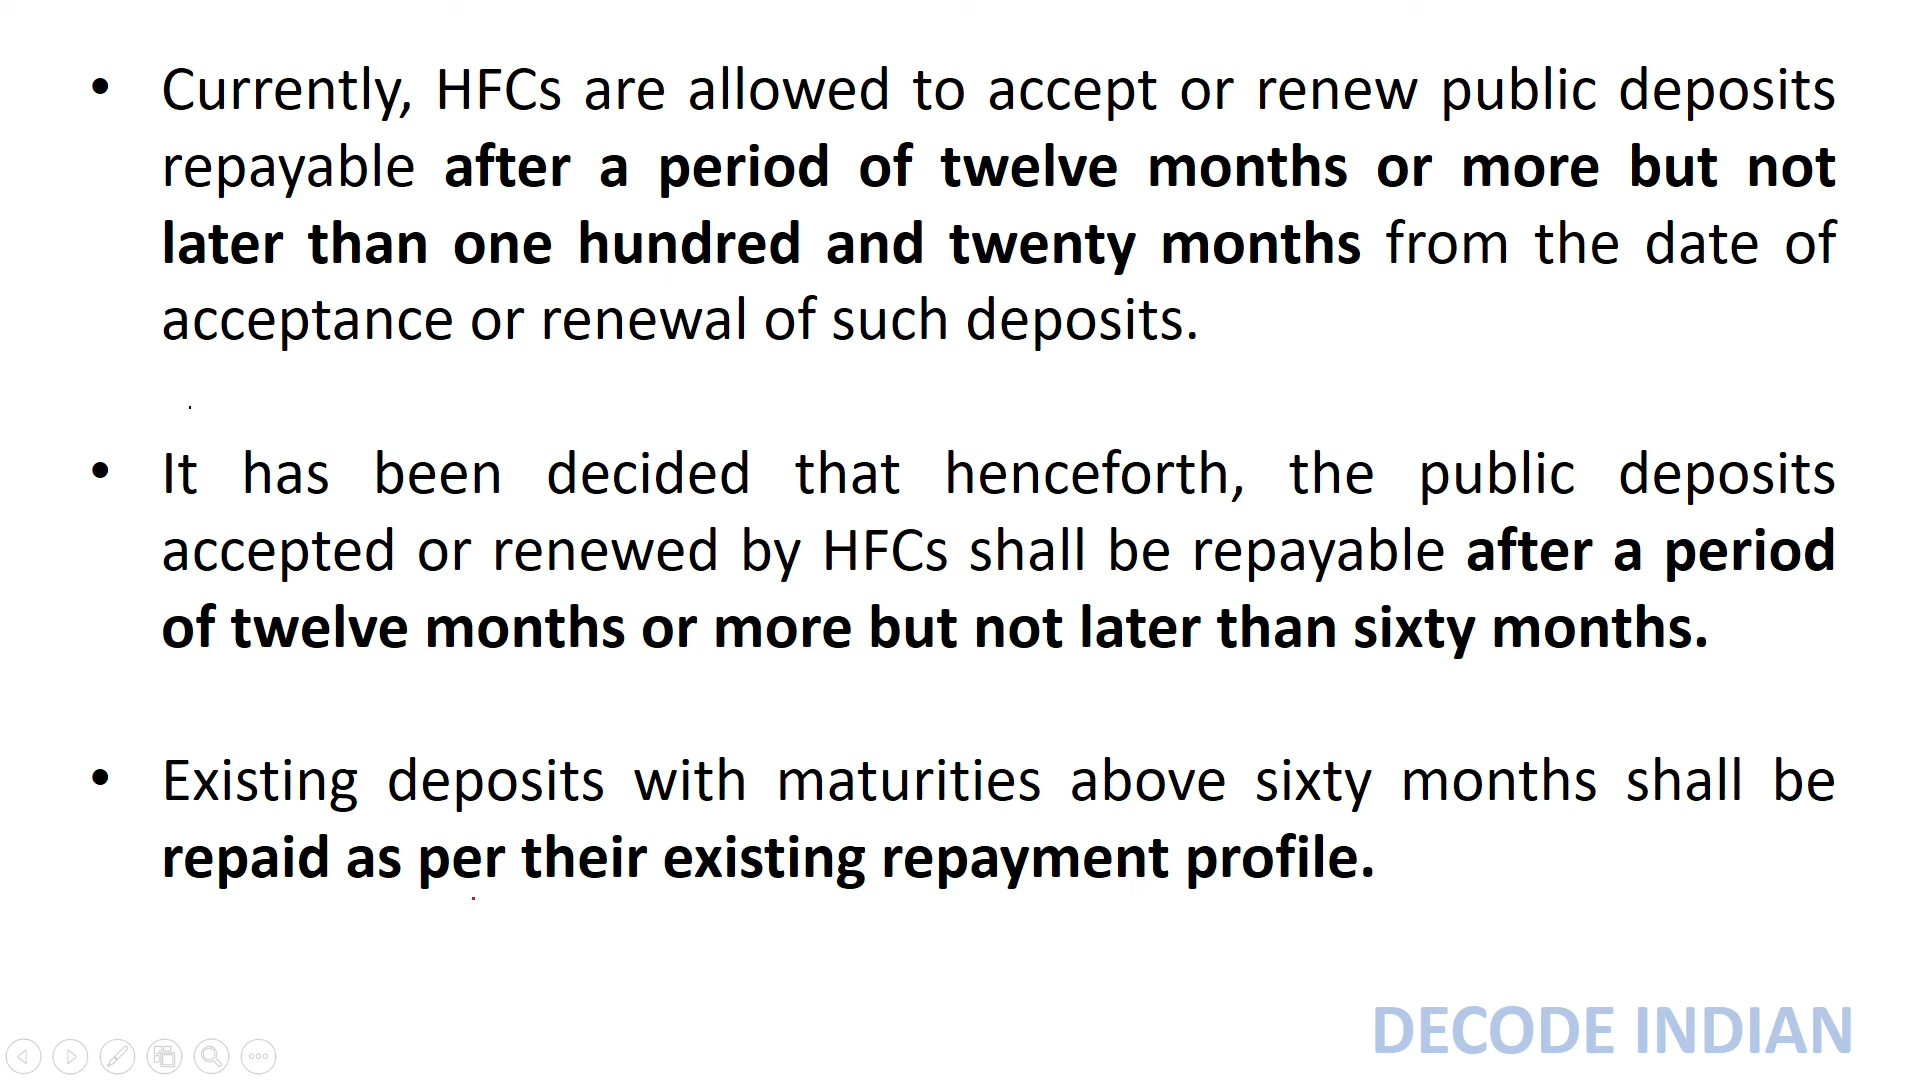 • Currently, HFCs are allowed to accept or renew public deposits
repayable after a period of twelve months or more but not
later than one hundred and twenty months from the date of
acceptance or renewal of such deposits.
• It has been decided that henceforth, the public deposits
accepted or renewed by HFCs shall be repayable after a period
of twelve months or more but not later than sixty months.
• Existing deposits with maturities above sixty months shall be
repaid as per their existing repayment profile.
DECODE INDIAN